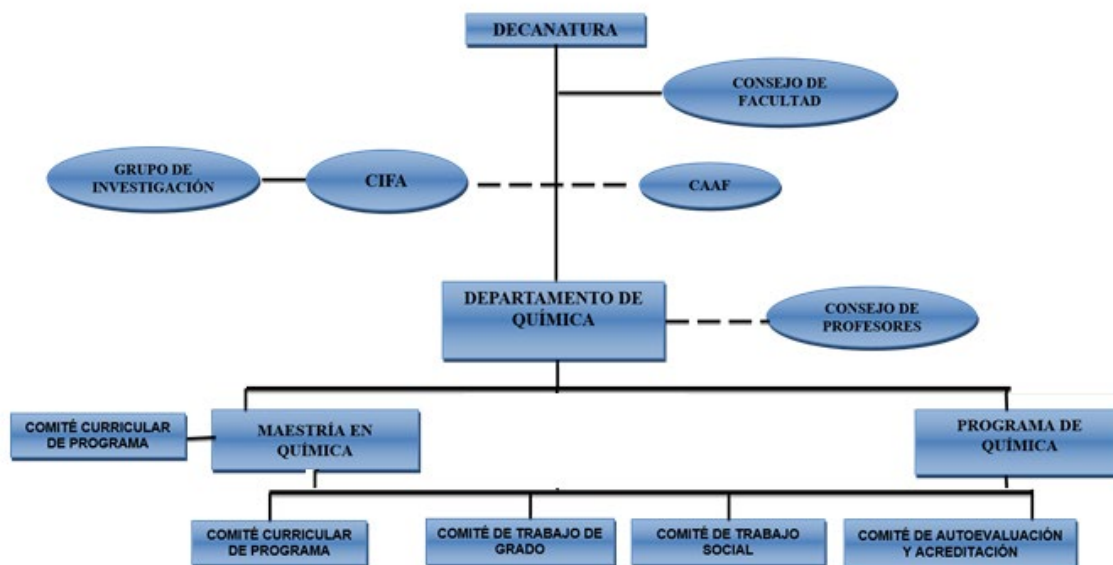 DECANATURA
CONSEJO DE
FACULTAD
GRUPO DE
INVESTIGACIÓN
CIFA
CAAF
DEPARTAMENTO DE
QUÍMICA
CONSEJO DE
PROFESORES
COMITÉ CURRICULAR
DE PROGRAMA
MAESTRÍA EN
QUÍMICA
PROGRAMA DE
QUÍMICA
COMITÉ CURRICULAR
DE PROGRAMA
COMITÉ DE TRABAJO DE
GRADO
COMITÉ DE TRABAJO
SOCIAL
COMITÉ DE AUTOEVALUACIÓN
Y ACREDITACIÓN